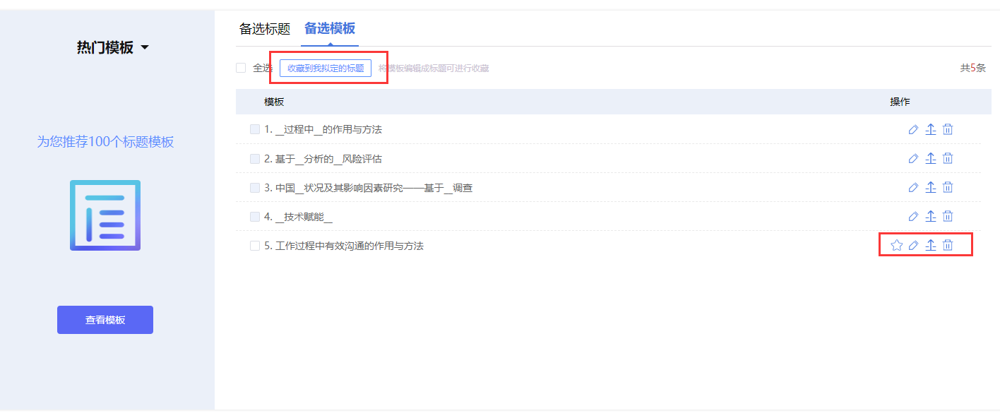 热门模板
为您推荐100个标题模板
查看模板
备选标题 备选模板
全选 收藏到我拟定的标题 将模板编辑成标题可进行收藏 共5条
模板 操作
1. __过程中__的作用与方法
2. 基于__分析的__风险评估
3. 中国__状况及其影响因素研究——基于__调查
4. __技术赋能__
5. 工作过程中有效沟通的作用与方法